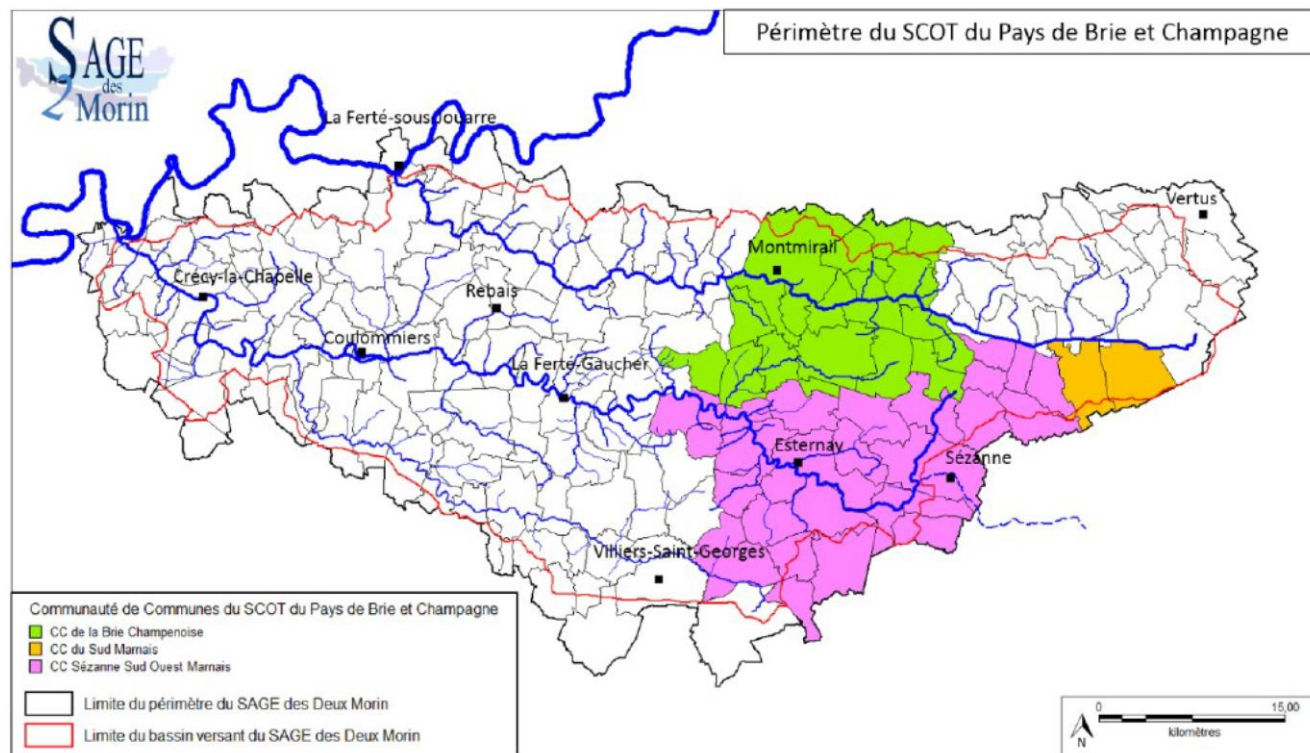 Périmètre du SCOT du Pays de Brie et Champagne
SAGE
des
2 Morin
La Ferté-sous-Jouarre
Vertus
Montmirail
Crécy-la-Chapelle
Rebais
Coulommiers
La Ferté-Gaucher
Esternay
Sézanne
Villiers-Saint-Georges
Communauté de Communes du SCOT du Pays de Brie et Champagne
CC de la Brie Champenoise
CC du Sud Marnais
CC Sézanne Sud Ouest Marnais
Limite du périmètre du SAGE des Deux Morin
Limite du bassin versant du SAGE des Deux Morin
0 15,00
kilomètres
N